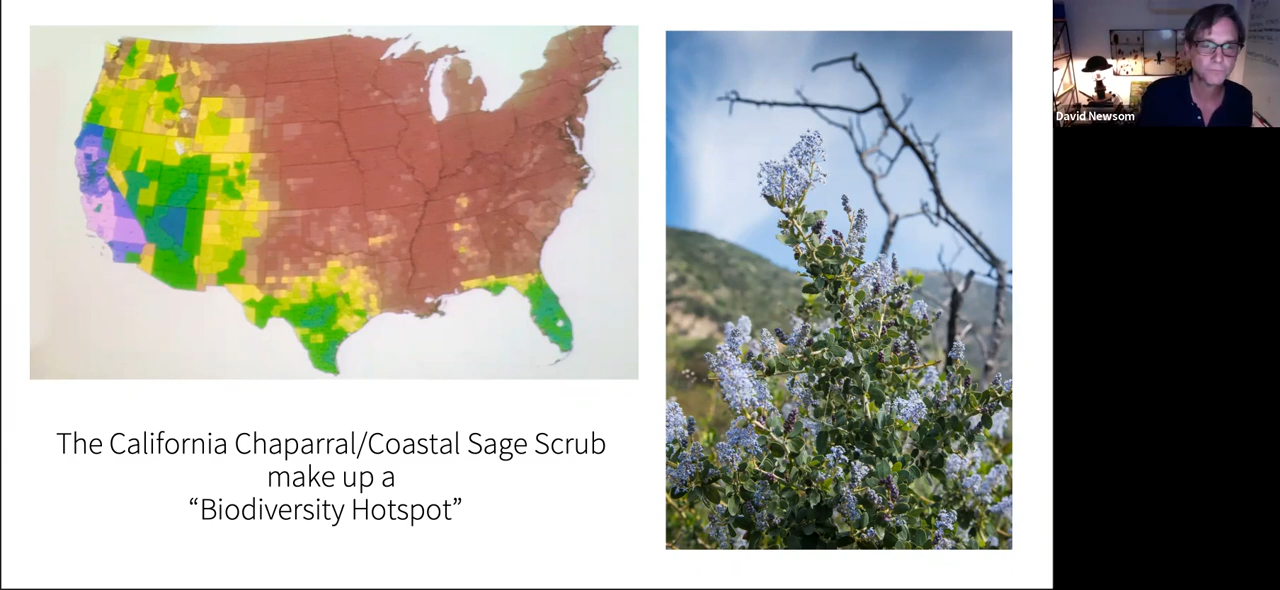 The California Chaparral/Coastal Sage Scrub
make up a
“Biodiversity Hotspot”
David Newsom